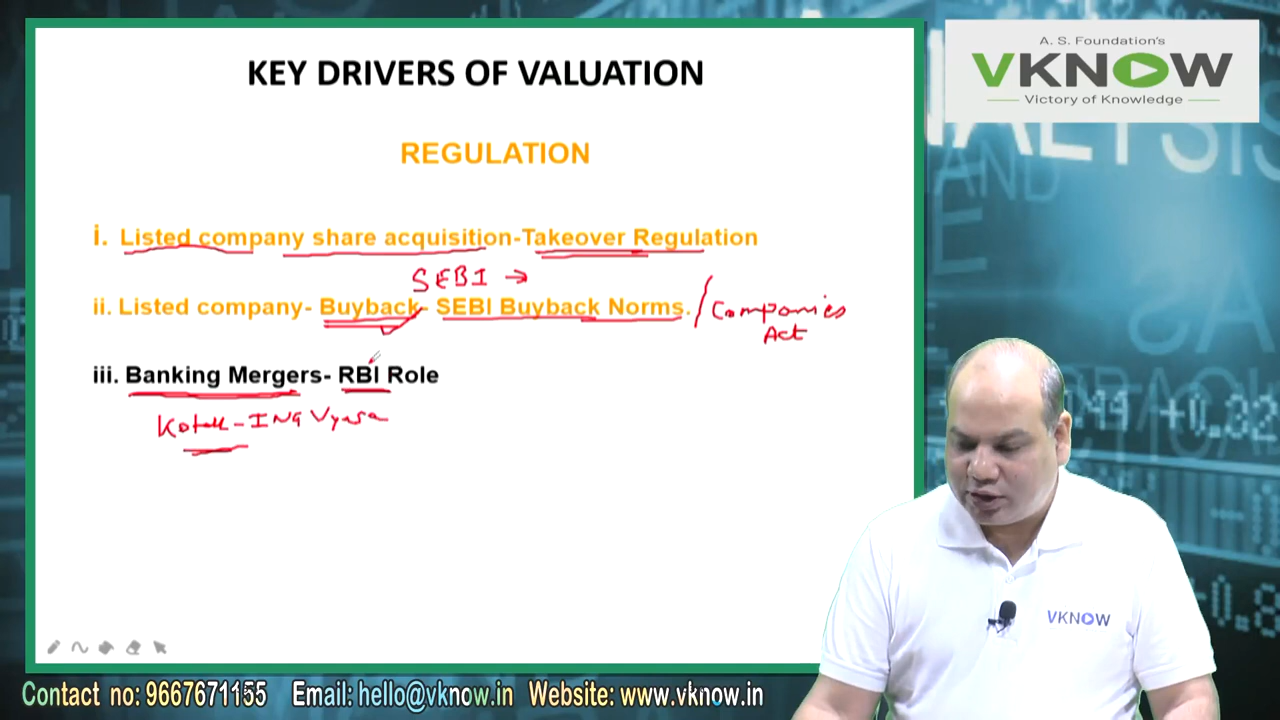 KEY DRIVERS OF VALUATION
A. S. Foundation's
VKNOW
Victory of Knowledge
REGULATION
i. Listed company share acquisition-Takeover Regulation
SEBI →
ii. Listed company- Buyback- SEBI Buyback Norms. / Companies
Act
iii. Banking Mergers- RBI Role
Kotak - ING Vyasa
VKNOW
Contact no: 9667671155 Email: hello@vknow.in Website: www.vknow.in